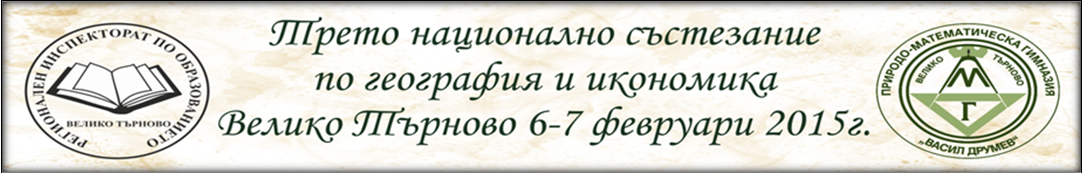 РЕГИОНАЛЕН ИНСПЕКТОРАТ ПО ОБРАЗОВАНИЕТО
ВЕЛИКО ТЪРНОВО
Трето национално състезание
по география и икономика
Велико Търново 6-7 февруари 2015г.
ПРИРОДО-МАТЕМАТИЧЕСКА ГИМНАЗИЯ
ВЕЛИКО ТЪРНОВО
М
Г
„ВАСИЛ ДРУМЕВ“